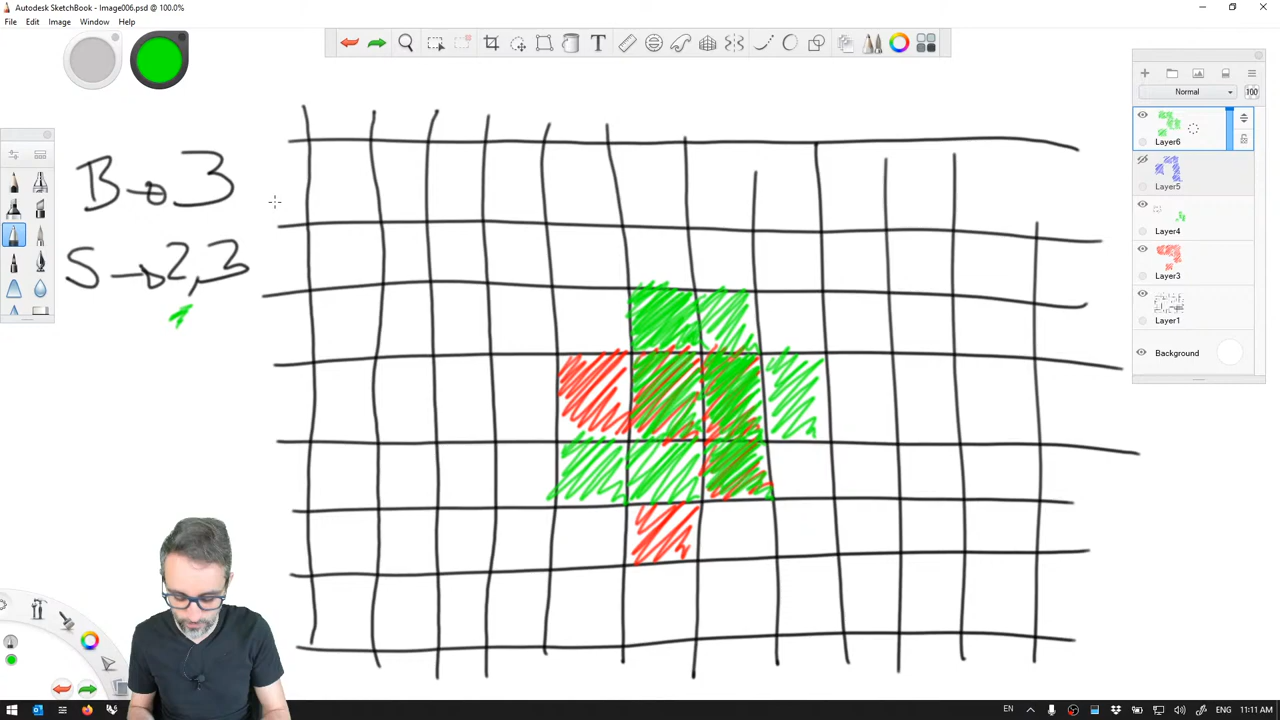 Autodesk SketchBook - Image006.psd @ 100.0%
File Edit Image Window Help
Normal 100
Layer6
Layer5
Layer4
Layer3
Layer1
Background
B→3
S→2,3
EN 11:11 AM